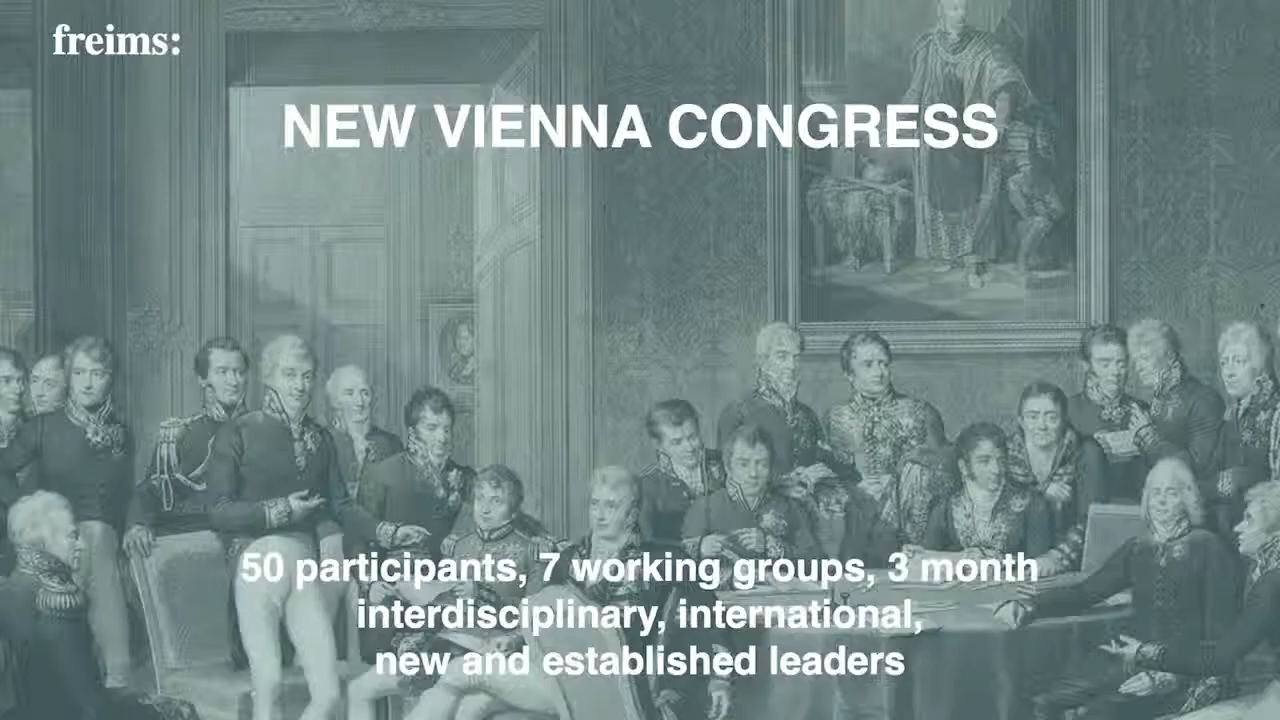 freims:
NEW VIENNA CONGRESS
50 participants, 7 working groups, 3 month
interdisciplinary, international,
new and established leaders